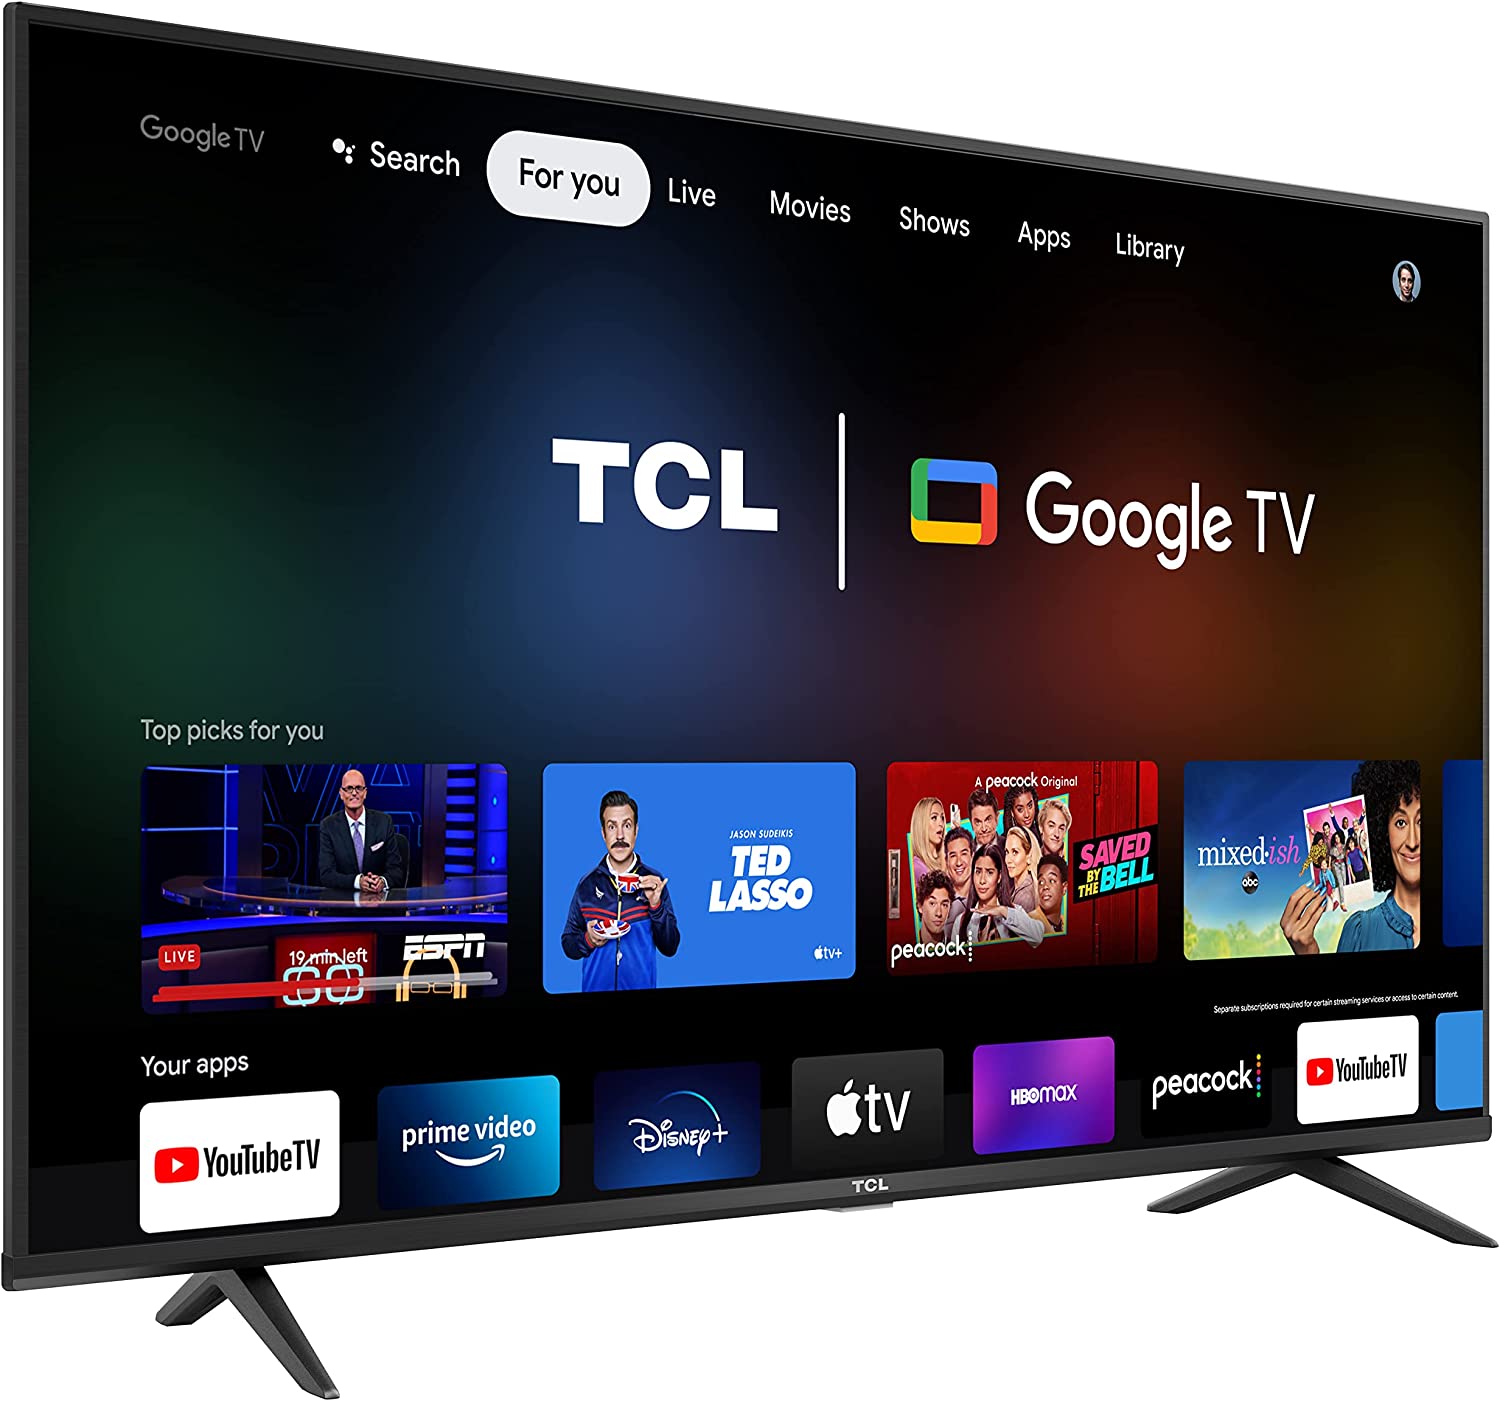 Google TV
Search
For you
Live
Movies
Shows
Apps
Library
TCL
Google TV
Top picks for you
LIVE
19 min left
ESPN
JASON SUDEIKIS
TED
LASSO
tv+
A peacock Original
SAVED
BY THE BELL
peacock
mixed-ish
abc
Separate subscriptions required for certain streaming services or access to certain content.
Your apps
YouTubeTV
prime video
Disney+
tv
HBOmax
peacock
YouTubeTV
TCL